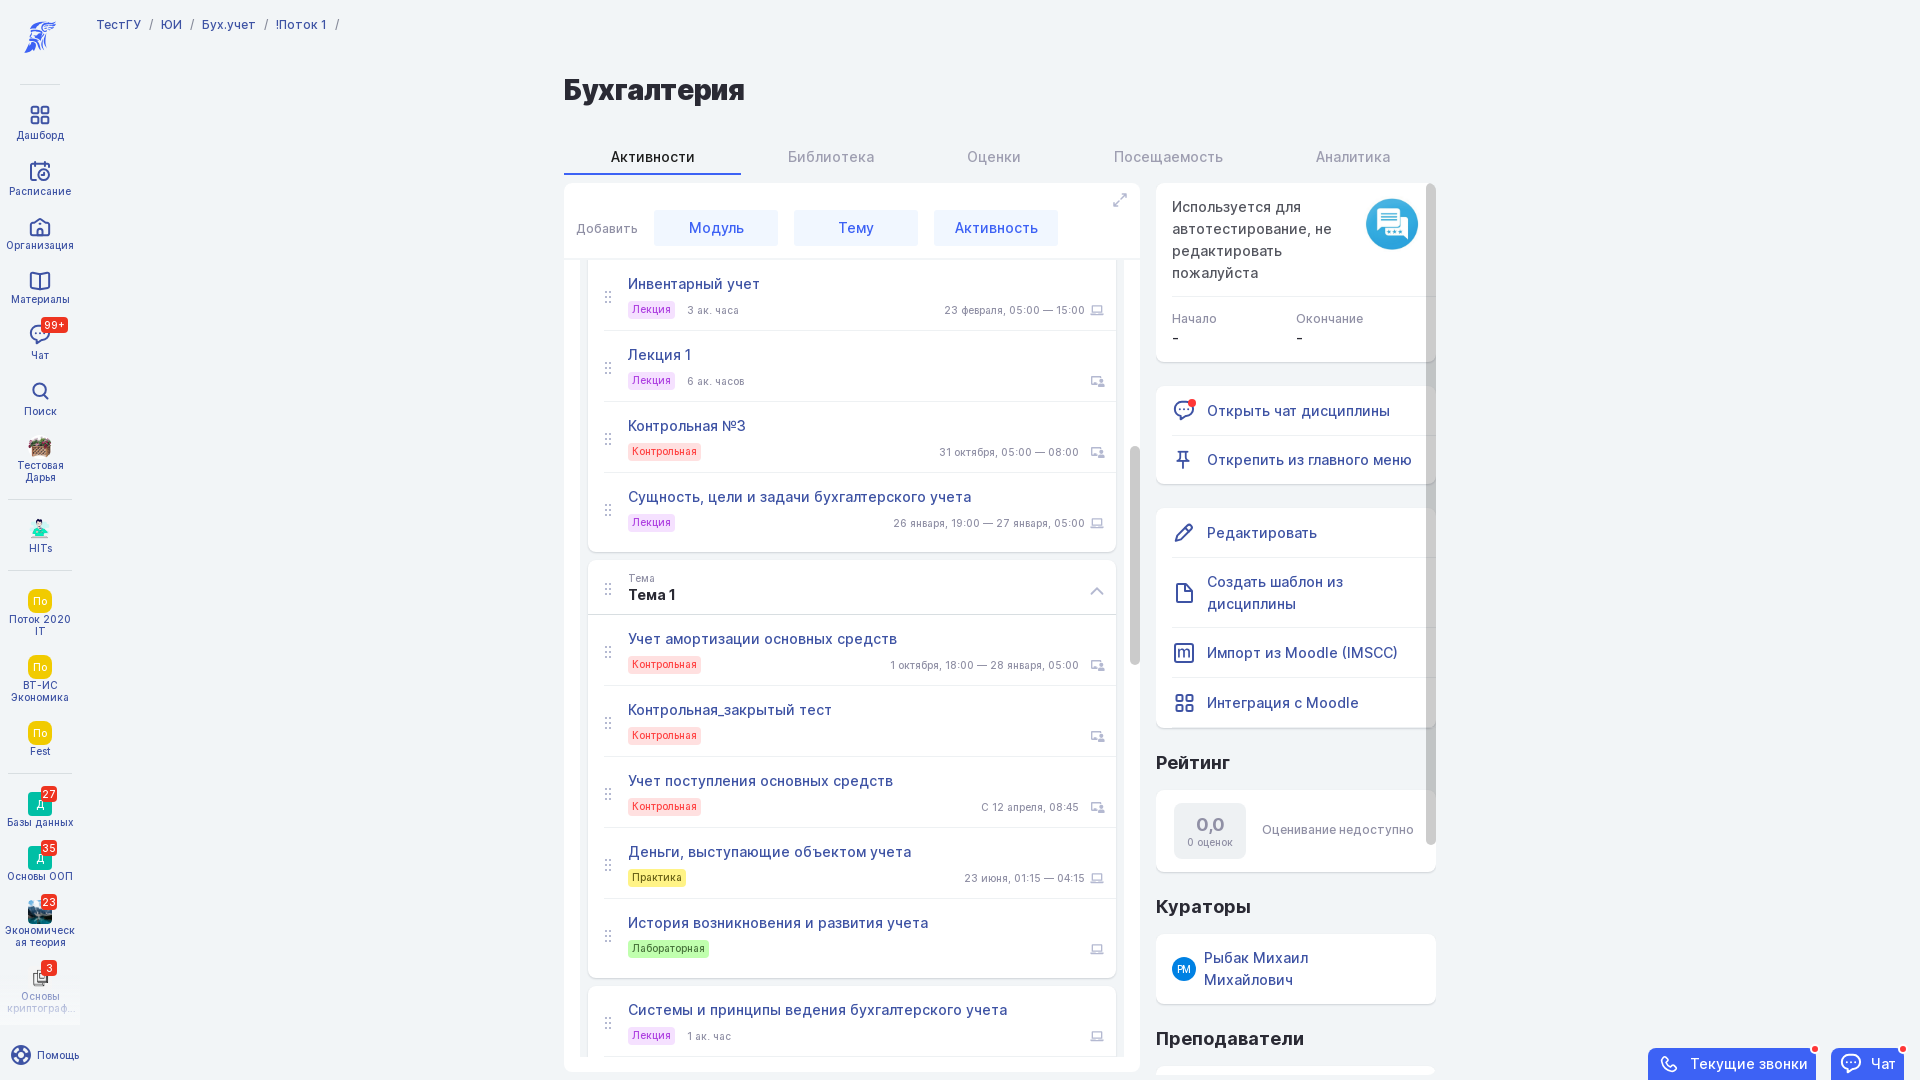 ТестГУ / ЮИ / Бух.учет / !Поток 1 /
Дашборд
Расписание
Организация
Материалы
99+
Чат
Поиск
Тестовая
Дарья
HITs
По
Поток 2020
IT
По
ВТ-ИС
Экономика
По
Fest
27
Д
Базы данных
35
Д
Основы ООП
23
Экономическ
ая теория
3
Основы
криптограф...
Помощь
Бухгалтерия
Активности
Библиотека
Оценки
Посещаемость
Аналитика
Добавить
Модуль
Тему
Активность
Инвентарный учет
Лекция 3 ак. часа 23 февраля, 05:00 — 15:00
Лекция 1
Лекция 6 ак. часов
Контрольная №3
Контрольная 31 октября, 05:00 — 08:00
Сущность, цели и задачи бухгалтерского учета
Лекция 26 января, 19:00 — 27 января, 05:00
Тема
Тема 1
Учет амортизации основных средств
Контрольная 1 октября, 18:00 — 28 января, 05:00
Контрольная_закрытый тест
Контрольная
Учет поступления основных средств
Контрольная С 12 апреля, 08:45
Деньги, выступающие объектом учета
Практика 23 июня, 01:15 — 04:15
История возникновения и развития учета
Лабораторная
Системы и принципы ведения бухгалтерского учета
Лекция 1 ак. час
Используется для
автотестирование, не
редактировать
пожалуйста
Начало Окончание
- -
Открыть чат дисциплины
Открепить из главного меню
Редактировать
Создать шаблон из
дисциплины
Импорт из Moodle (IMSCC)
Интеграция с Moodle
Рейтинг
0,0
0 оценок
Оценивание недоступно
Кураторы
РМ
Рыбак Михаил
Михайлович
Преподаватели
Текущие звонки
Чат